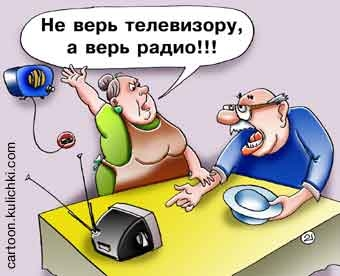 Не верь телевизору,
а верь радио!!!
cartoon.kulichki.com